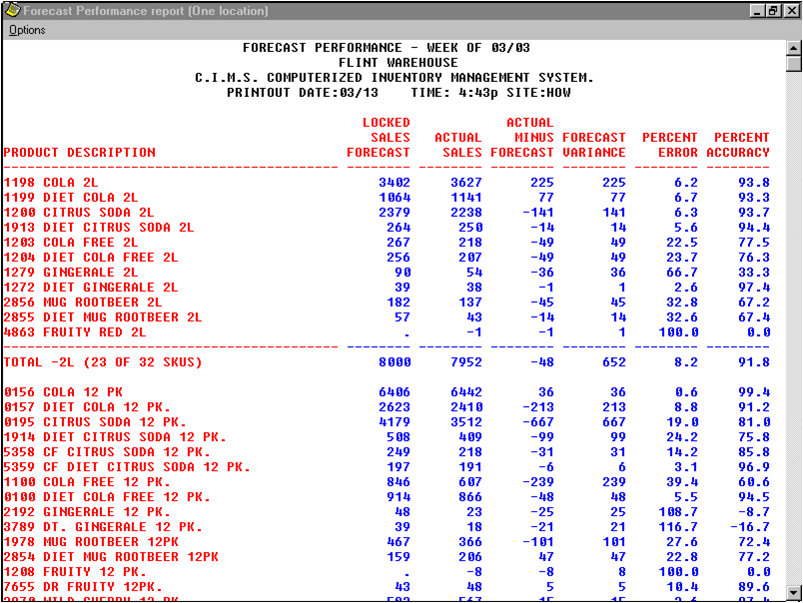 Forecast Performance report (One location)
Options
FORECAST PERFORMANCE - WEEK OF 03/03
FLINT WAREHOUSE
C.I.M.S. COMPUTERIZED INVENTORY MANAGEMENT SYSTEM.
PRINTOUT DATE:03/13 TIME: 4:43p SITE:HOW
LOCKED ACTUAL
SALES ACTUAL MINUS FORECAST PERCENT PERCENT
PRODUCT DESCRIPTION FORECAST SALES FORECAST VARIANCE ERROR ACCURACY
1198 COLA 2L 3402 3627 225 225 6.2 93.8
1199 DIET COLA 2L 1064 1141 77 77 6.7 93.3
1200 CITRUS SODA 2L 2379 2238 -141 141 6.3 93.7
1913 DIET CITRUS SODA 2L 264 250 -14 14 5.6 94.4
1203 COLA FREE 2L 267 218 -49 49 22.5 77.5
1204 DIET COLA FREE 2L 256 207 -49 49 23.7 76.3
1279 GINGERALE 2L 90 54 -36 36 66.7 33.3
1272 DIET GINGERALE 2L 39 38 -1 1 2.6 97.4
2856 MUG ROOTBEER 2L 182 137 -45 45 32.8 67.2
2855 DIET MUG ROOTBEER 2L 57 43 -14 14 32.6 67.4
4863 FRUITY RED 2L . -1 -1 1 100.0 0.0
TOTAL -2L (23 OF 32 SKUS) 8000 7952 -48 652 8.2 91.8
0156 COLA 12 PK 6406 6442 36 36 0.6 99.4
0157 DIET COLA 12 PK. 2623 2410 -213 213 8.8 91.2
0195 CITRUS SODA 12 PK. 4179 3512 -667 667 19.0 81.0
1914 DIET CITRUS SODA 12 PK. 508 409 -99 99 24.2 75.8
5358 CF CITRUS SODA 12 PK. 249 218 -31 31 14.2 85.8
5359 CF DIET CITRUS SODA 12 PK. 197 191 -6 6 3.1 96.9
1100 COLA FREE 12 PK. 846 607 -239 239 39.4 60.6
0100 DIET COLA FREE 12 PK. 914 866 -48 48 5.5 94.5
2192 GINGERALE 12 PK. 48 23 -25 25 108.7 -8.7
3789 DT. GINGERALE 12 PK. 39 18 -21 21 116.7 -16.7
1978 MUG ROOTBEER 12PK 467 366 -101 101 27.6 72.4
2854 DIET MUG ROOTBEER 12PK 159 206 47 47 22.8 77.2
1208 FRUITY 12 PK. . -8 -8 8 100.0 0.0
7655 DR FRUITY 12PK. 43 48 5 5 10.4 89.6
WILD CHERRY 12 PK